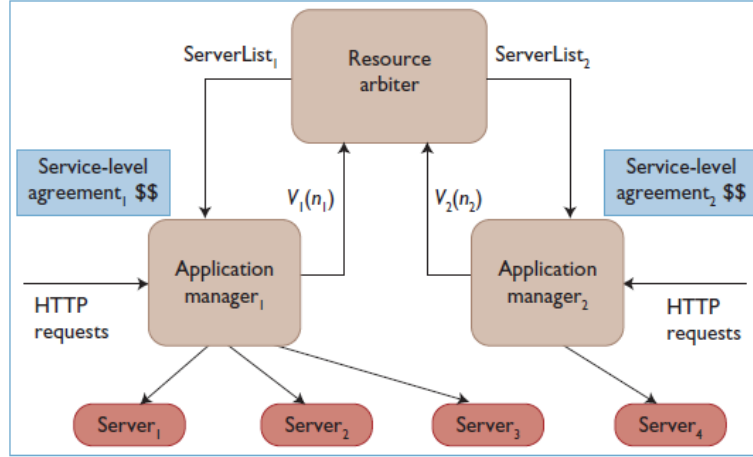 ServerList₁
Resource
arbiter
ServerList₂
Service-level
agreement₁ $$
Service-level
agreement₂ $$
V₁(n₁)
V₂(n₂)
Application
manager₁
Application
manager₂
HTTP
requests
HTTP
requests
Server₁
Server₂
Server₃
Server₄